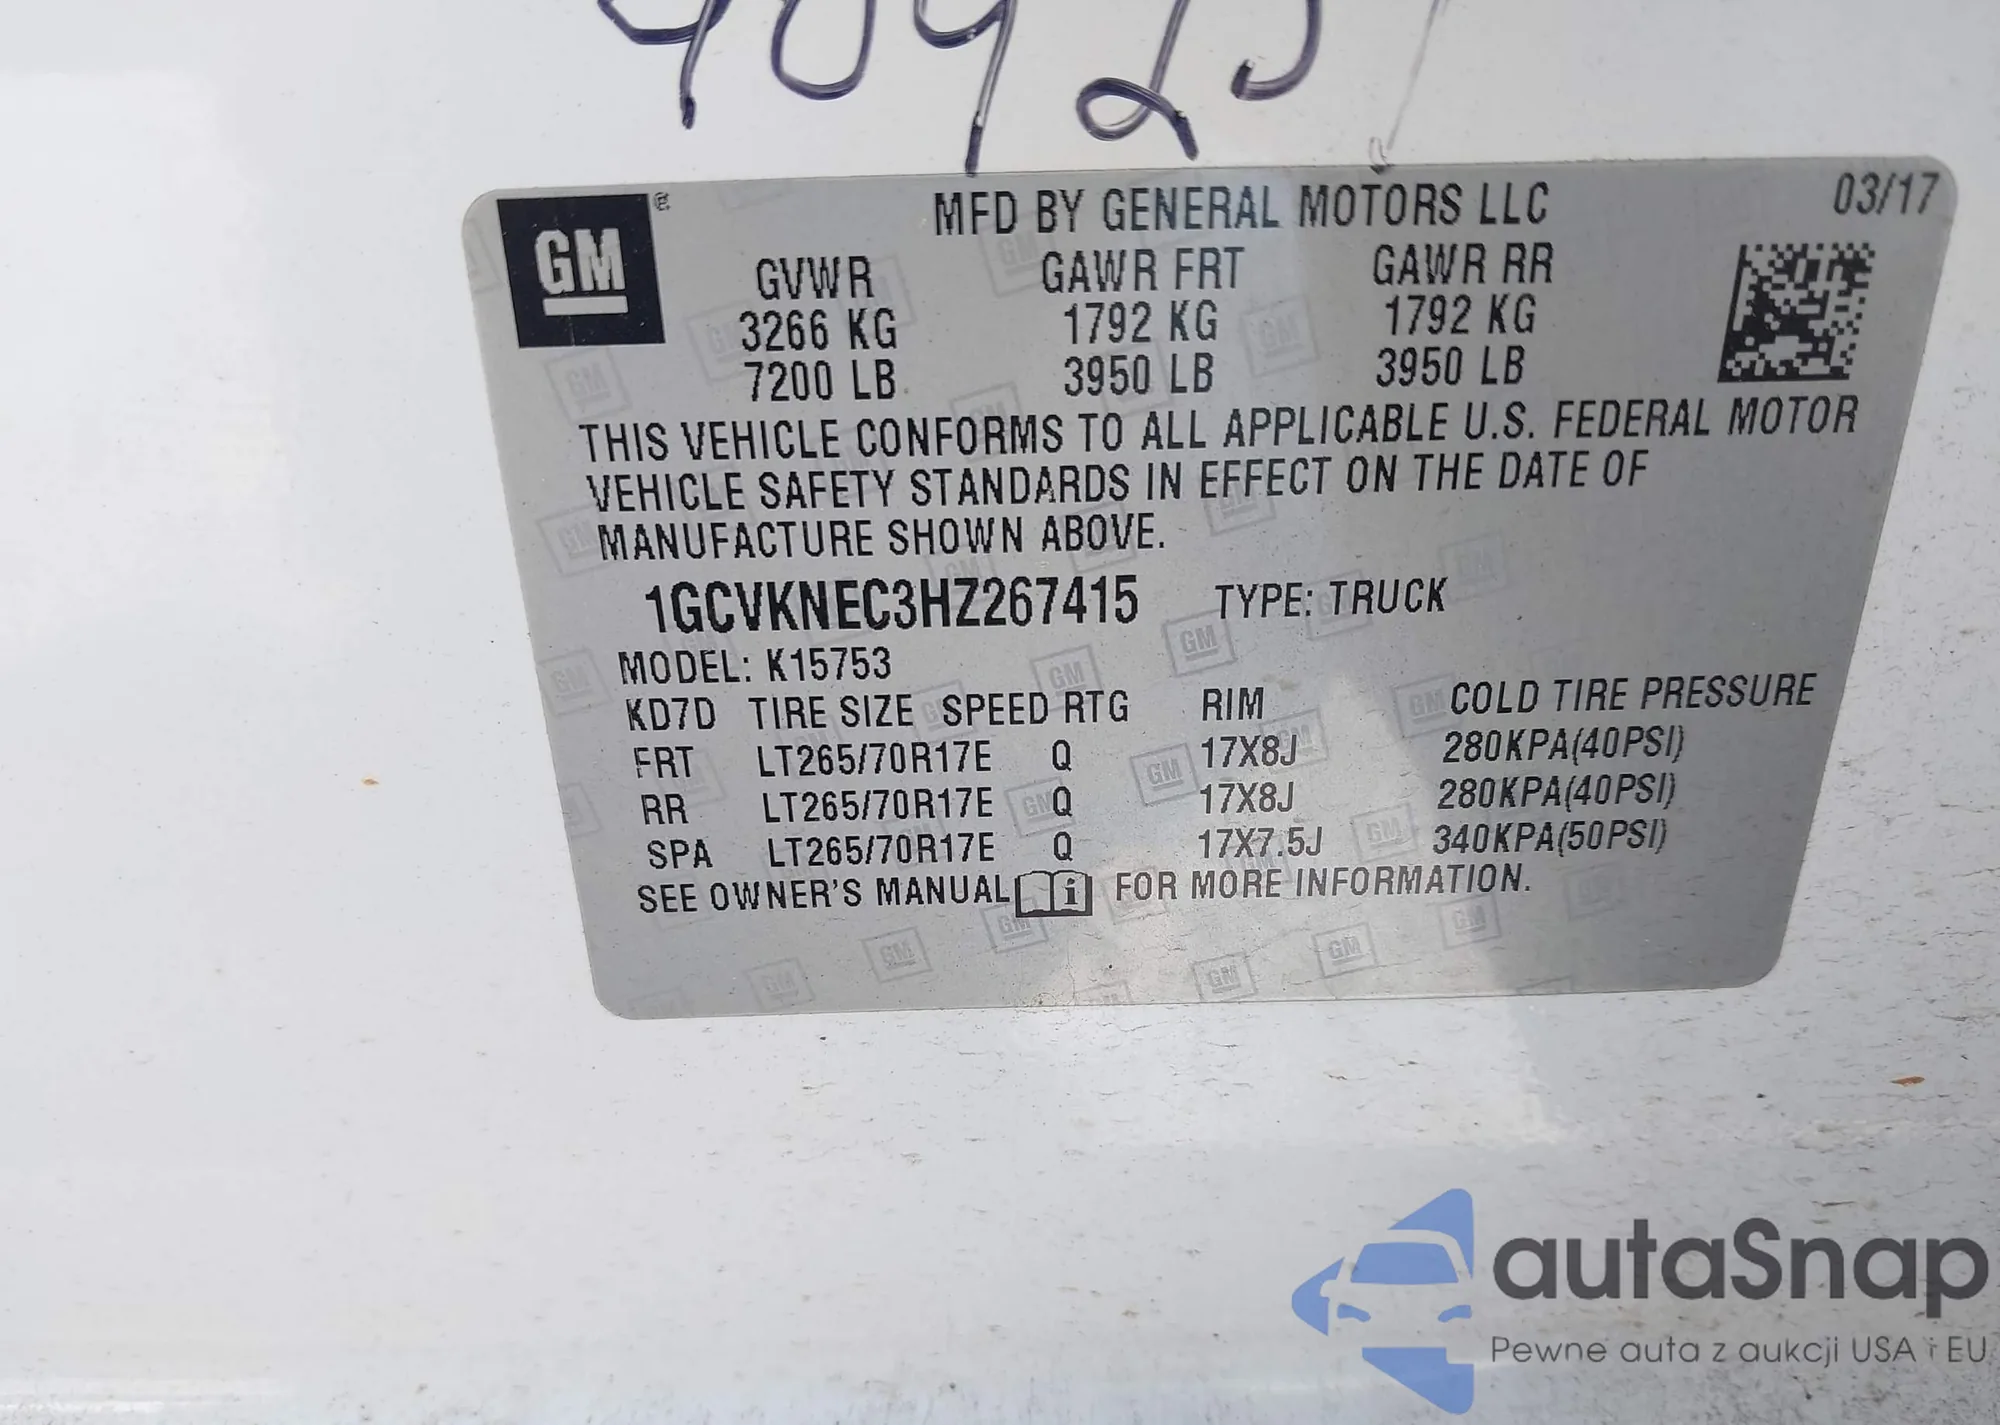 MFD BY GENERAL MOTORS LLC 03/17
GM ®
GVWR GAWR FRT GAWR RR
3266 KG 1792 KG 1792 KG
7200 LB 3950 LB 3950 LB
THIS VEHICLE CONFORMS TO ALL APPLICABLE U.S. FEDERAL MOTOR
VEHICLE SAFETY STANDARDS IN EFFECT ON THE DATE OF
MANUFACTURE SHOWN ABOVE.
1GCVKNEC3HZ267415 TYPE: TRUCK
MODEL: K15753
KD7D TIRE SIZE SPEED RTG RIM COLD TIRE PRESSURE
FRT LT265/70R17E Q 17X8J 280KPA(40PSI)
RR LT265/70R17E Q 17X8J 280KPA(40PSI)
SPA LT265/70R17E Q 17X7.5J 340KPA(50PSI)
SEE OWNER'S MANUAL FOR MORE INFORMATION.
autaSnap
Pewne auta z aukcji USA i EU